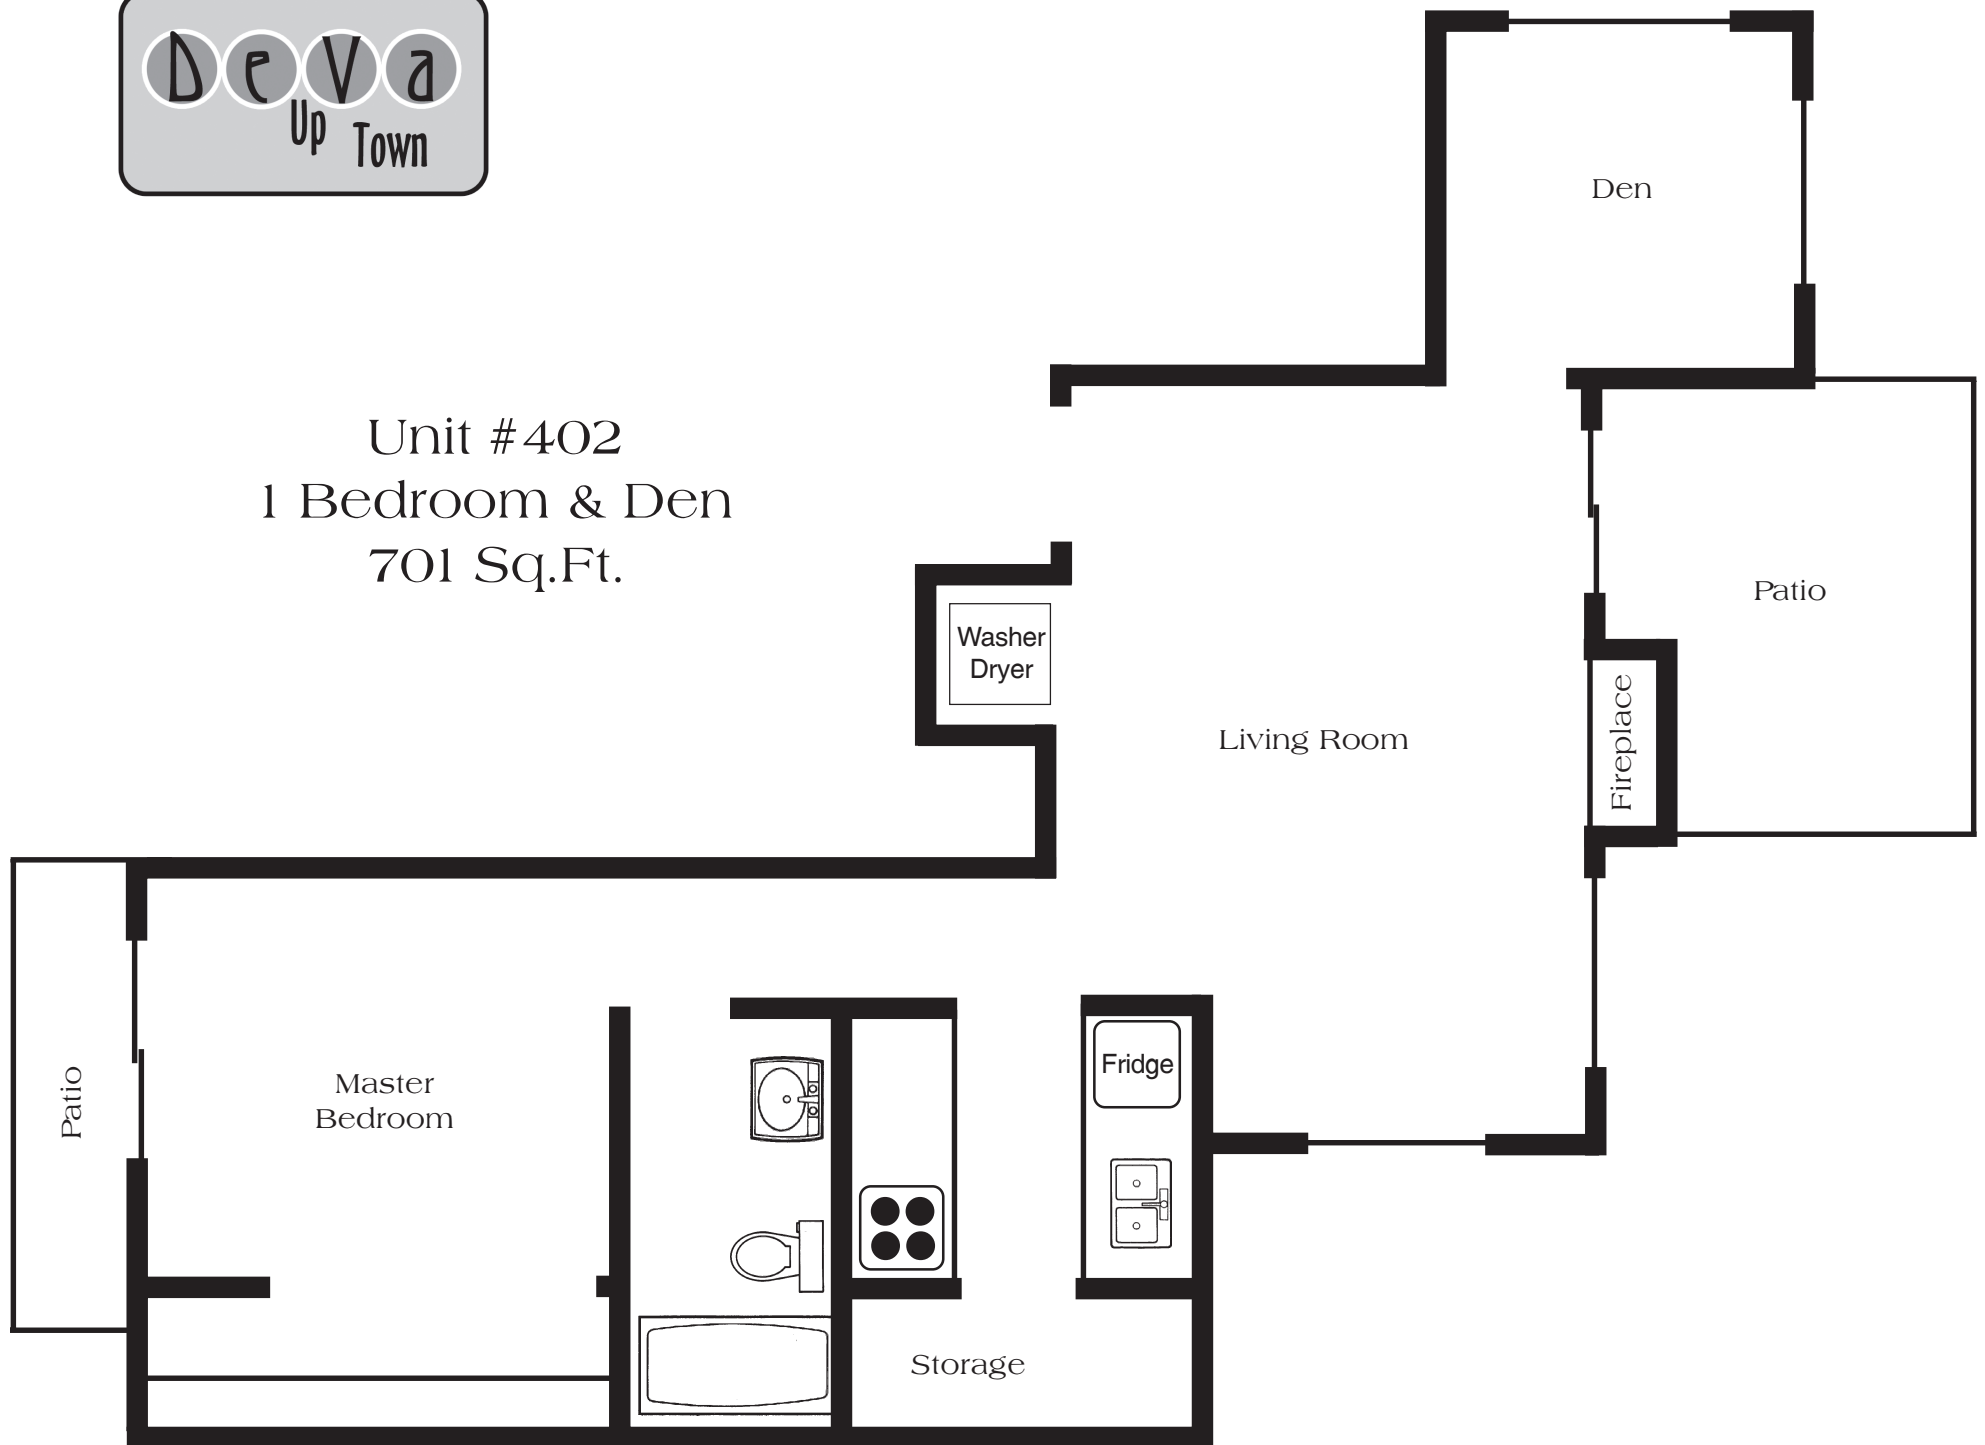 Deva
Up
Town
Den
Unit #402
1 Bedroom & Den
701 Sq.Ft.
Patio
Washer
Dryer
Fireplace
Living Room
Fridge
Master
Bedroom
Patio
Storage